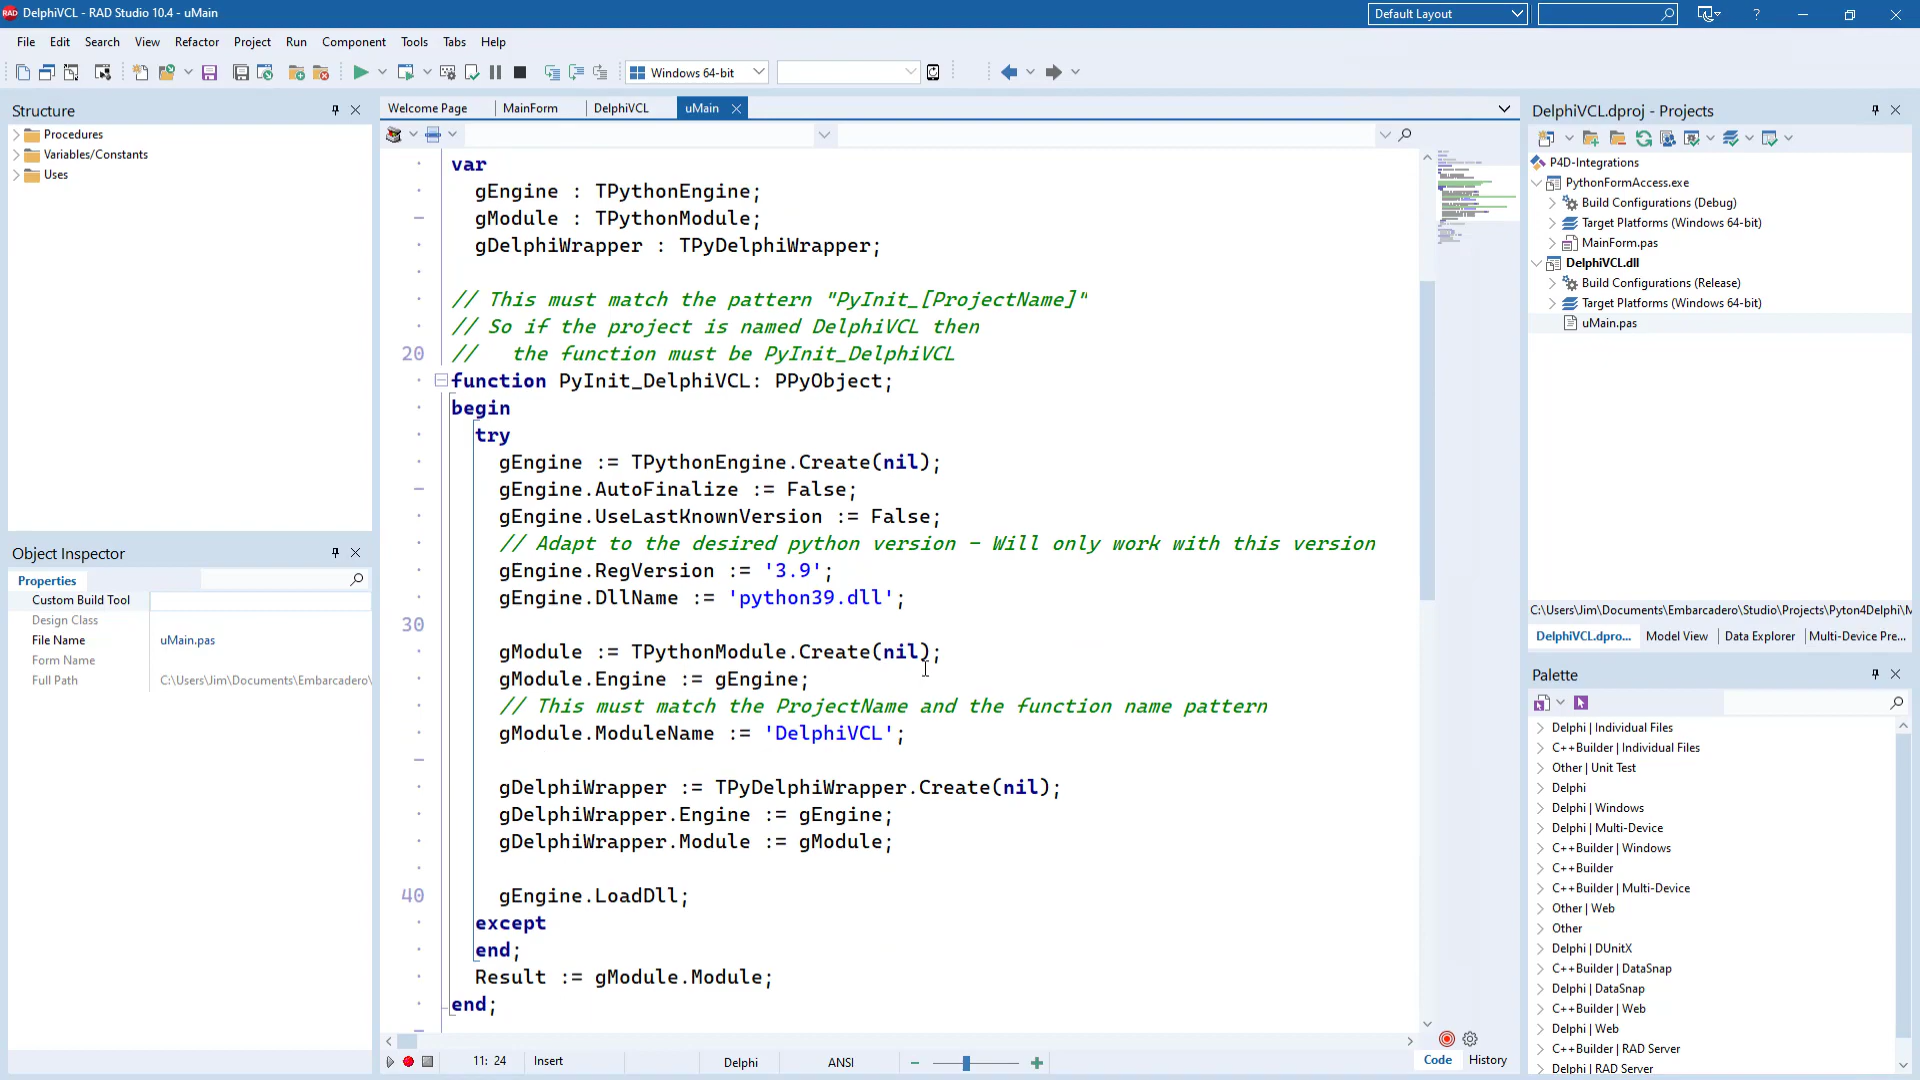 DelphiVCL - RAD Studio 10.4 - uMain
Default Layout
File Edit Search View Refactor Project Run Component Tools Tabs Help
Windows 64-bit
Structure
Procedures
Variables/Constants
Uses
Object Inspector
Properties
Custom Build Tool
Design Class
File Name uMain.pas
Form Name
Full Path C:\Users\Jim\Documents\Embarcadero\
Welcome Page MainForm DelphiVCL uMain
var
gEngine : TPythonEngine;
gModule : TPythonModule;
gDelphiWrapper : TPyDelphiWrapper;
// This must match the pattern "PyInit_[ProjectName]"
// So if the project is named DelphiVCL then
20 //   the function must be PyInit_DelphiVCL
function PyInit_DelphiVCL: PPyObject;
begin
try
gEngine := TPythonEngine.Create(nil);
gEngine.AutoFinalize := False;
gEngine.UseLastKnownVersion := False;
// Adapt to the desired python version - Will only work with this version
gEngine.RegVersion := '3.9';
gEngine.DllName := 'python39.dll';
30
gModule := TPythonModule.Create(nil);
gModule.Engine := gEngine;
// This must match the ProjectName and the function name pattern
gModule.ModuleName := 'DelphiVCL';
gDelphiWrapper := TPyDelphiWrapper.Create(nil);
gDelphiWrapper.Engine := gEngine;
gDelphiWrapper.Module := gModule;
40 gEngine.LoadDll;
except
end;
Result := gModule.Module;
end;
11: 24 Insert Delphi ANSI Code History
DelphiVCL.dproj - Projects
P4D-Integrations
PythonFormAccess.exe
Build Configurations (Debug)
Target Platforms (Windows 64-bit)
MainForm.pas
DelphiVCL.dll
Build Configurations (Release)
Target Platforms (Windows 64-bit)
uMain.pas
C:\Users\Jim\Documents\Embarcadero\Studio\Projects\Pyton4Delphi\M
DelphiVCL.dpro... Model View Data Explorer Multi-Device Pre...
Palette
Delphi | Individual Files
C++Builder | Individual Files
Other | Unit Test
Delphi
Delphi | Windows
Delphi | Multi-Device
C++Builder | Windows
C++Builder
C++Builder | Multi-Device
Other | Web
Other
Delphi | DUnitX
C++Builder | DataSnap
Delphi | DataSnap
C++Builder | Web
Delphi | Web
C++Builder | RAD Server
Delphi | RAD Server